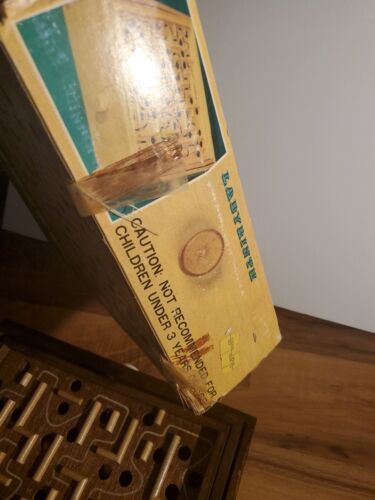 LABYRINTH
CAUTION: NOT RECOMMENDED FOR
CHILDREN UNDER 3 YEARS